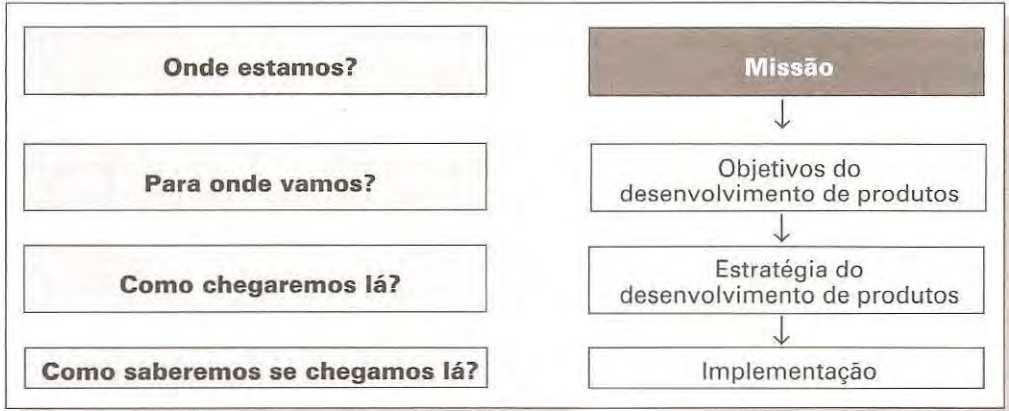 Onde estamos?
Missão
Para onde vamos?
Objetivos do
desenvolvimento de produtos
Como chegaremos lá?
Estratégia do
desenvolvimento de produtos
Como saberemos se chegamos lá?
Implementação